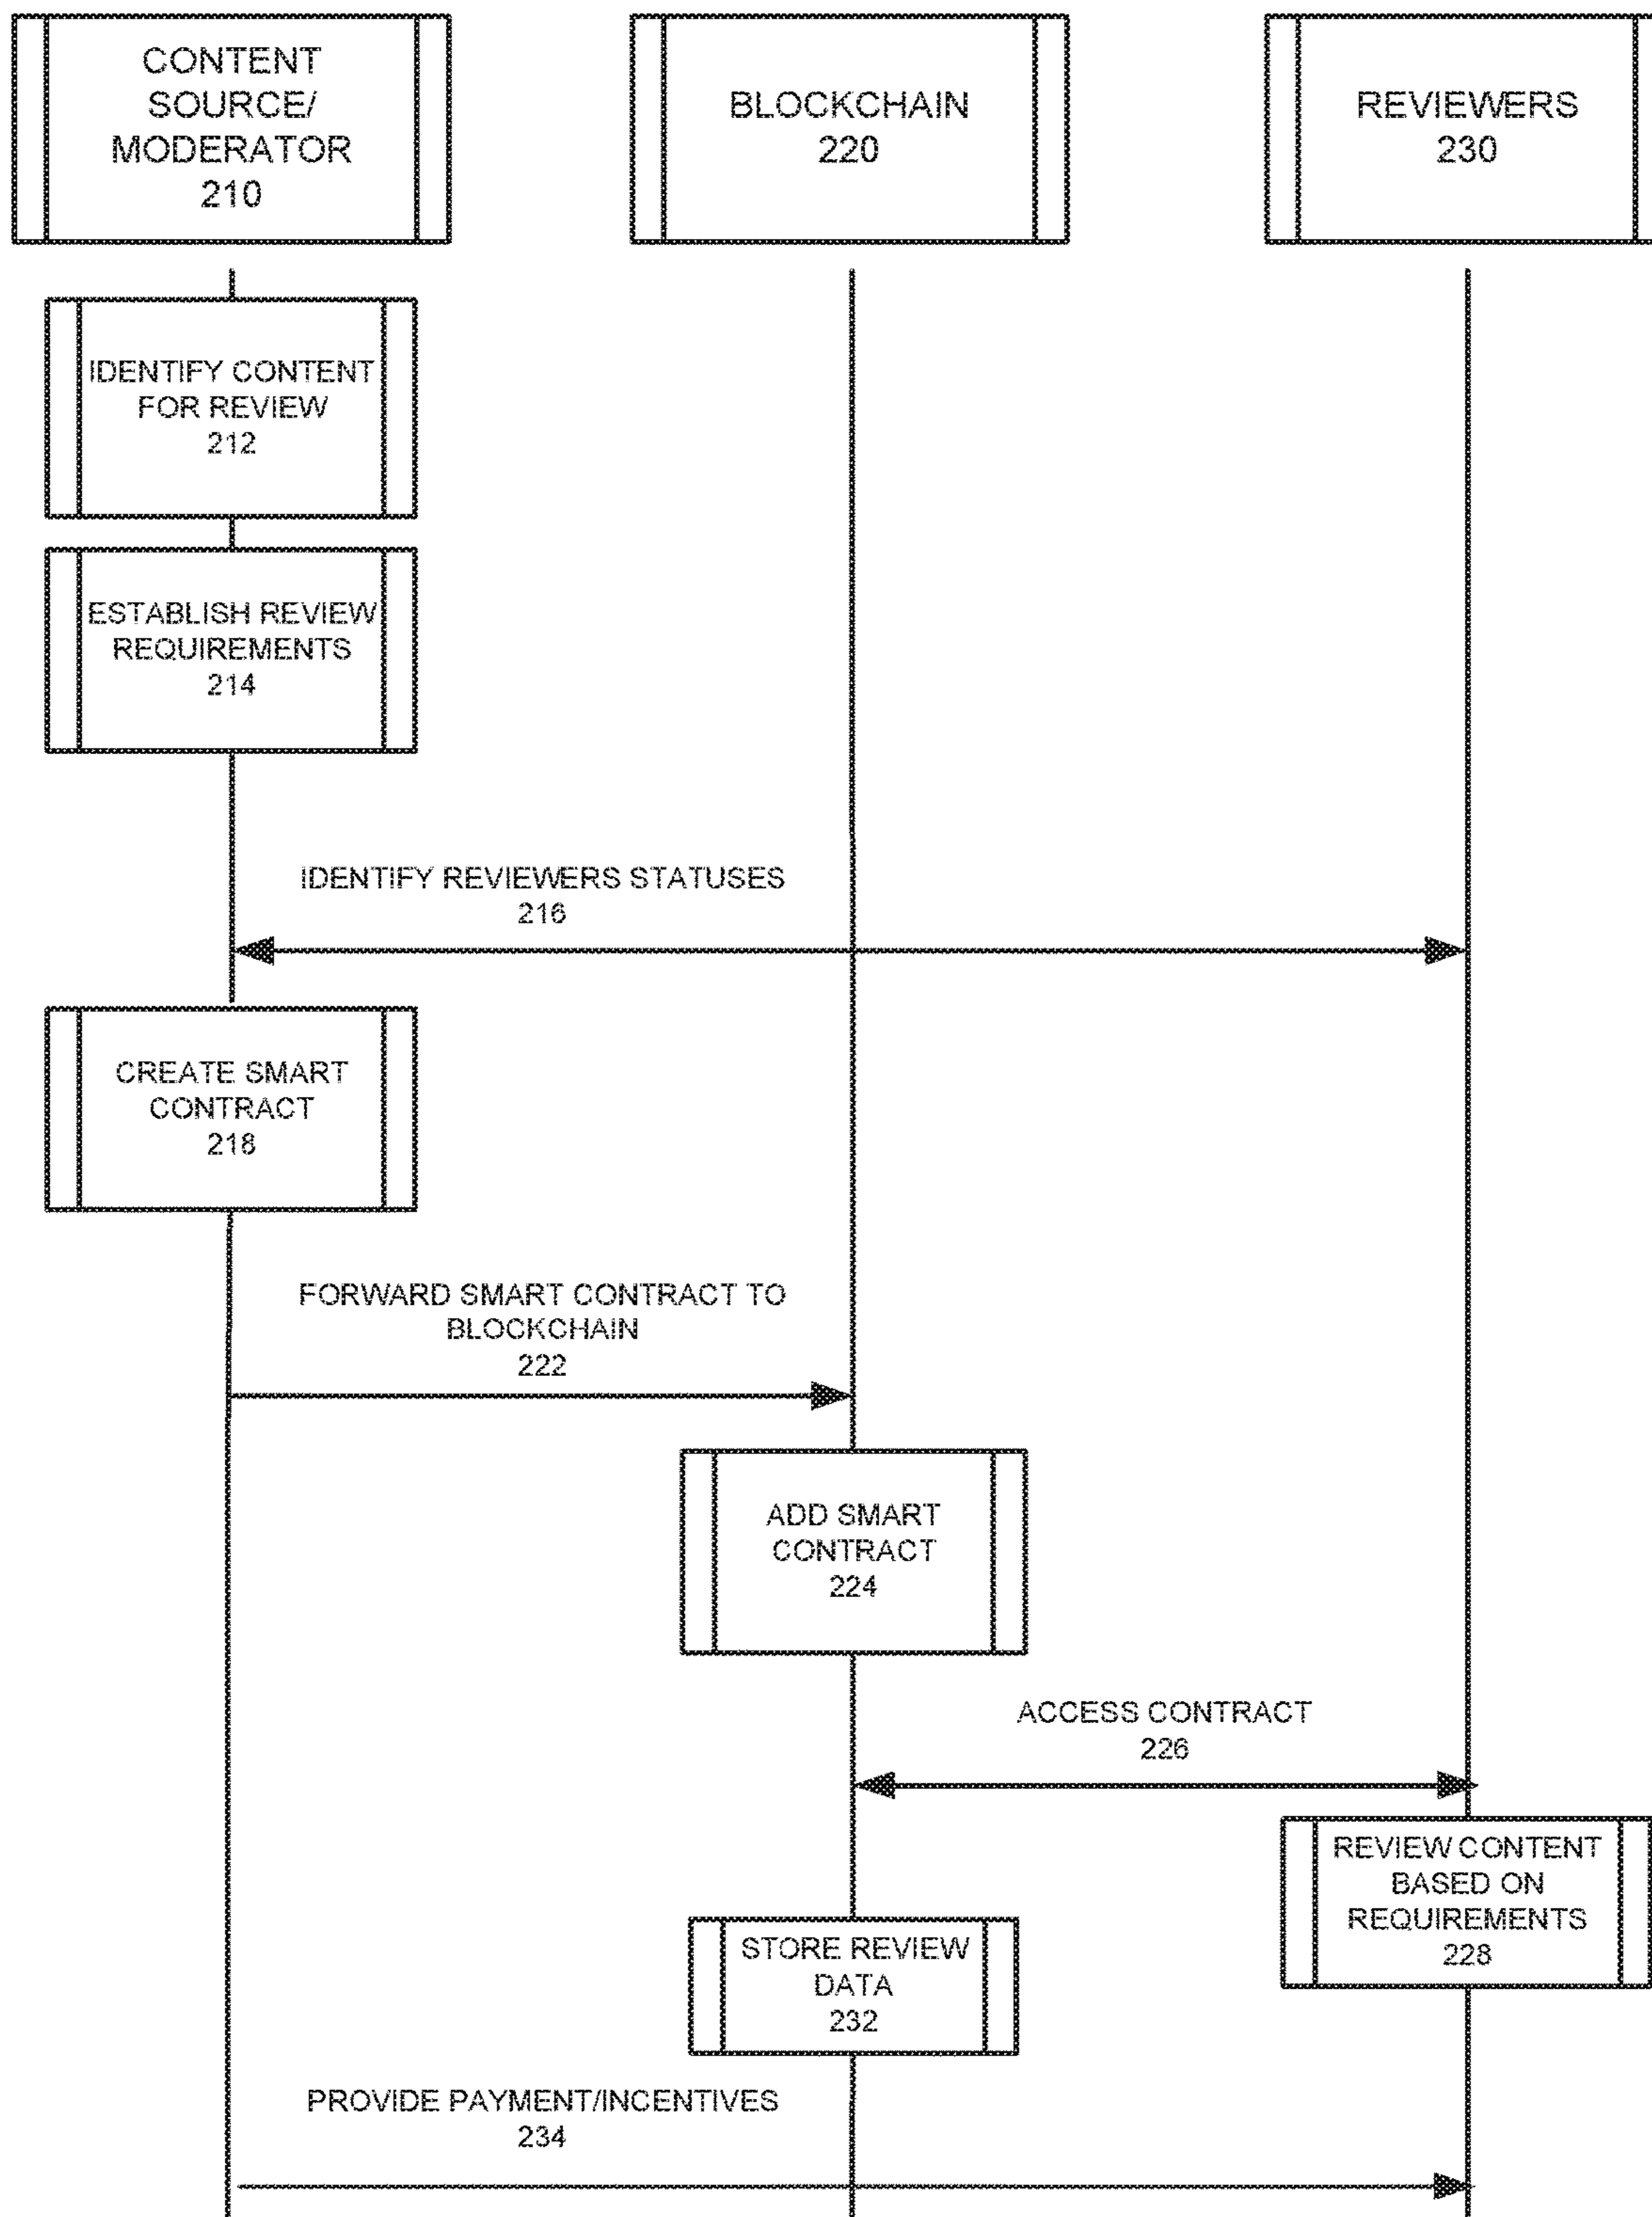 CONTENT
SOURCE/
MODERATOR
210
BLOCKCHAIN
220
REVIEWERS
230
IDENTIFY CONTENT
FOR REVIEW
212
ESTABLISH REVIEW
REQUIREMENTS
214
IDENTIFY REVIEWERS STATUSES
216
CREATE SMART
CONTRACT
218
FORWARD SMART CONTRACT TO
BLOCKCHAIN
222
ADD SMART
CONTRACT
224
ACCESS CONTRACT
226
REVIEW CONTENT
BASED ON
REQUIREMENTS
228
STORE REVIEW
DATA
232
PROVIDE PAYMENT/INCENTIVES
234